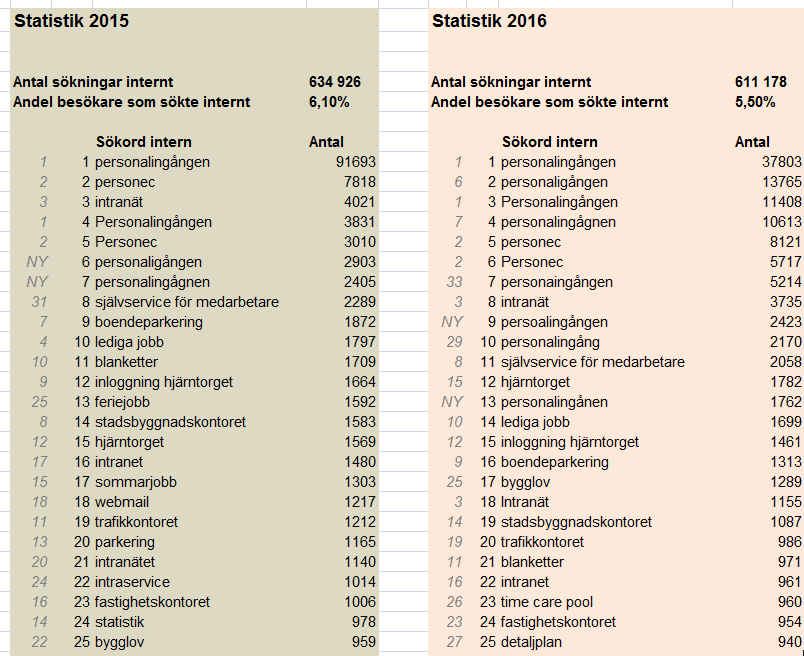 Statistik 2015 Statistik 2016
Antal sökningar internt 634 926 Antal sökningar internt 611 178
Andel besökare som sökte internt 6,10% Andel besökare som sökte internt 5,50%
Sökord intern Antal Sökord intern Antal
1 1 personalingången 91693 1 1 personalingången 37803
2 2 personec 7818 6 2 personaligången 13765
3 3 intranät 4021 1 3 Personalingången 11408
1 4 Personalingången 3831 7 4 personalingågnen 10613
2 5 Personec 3010 2 5 personec 8121
NY 6 personaligången 2903 2 6 Personec 5717
NY 7 personalingågnen 2405 33 7 personaingången 5214
31 8 självservice för medarbetare 2289 3 8 intranät 3735
7 9 boendeparkering 1872 NY 9 persoalingången 2423
4 10 lediga jobb 1797 29 10 personalingång 2170
10 11 blanketter 1709 8 11 självservice för medarbetare 2058
9 12 inloggning hjärntorget 1664 15 12 hjärntorget 1782
25 13 feriejobb 1592 NY 13 personalingånen 1762
8 14 stadsbyggnadskontoret 1583 10 14 lediga jobb 1699
12 15 hjärntorget 1569 12 15 inloggning hjärntorget 1461
17 16 intranet 1480 9 16 boendeparkering 1313
15 17 sommarjobb 1303 25 17 bygglov 1289
18 18 webmail 1217 3 18 Intranät 1155
11 19 trafikkontoret 1212 14 19 stadsbyggnadskontoret 1087
13 20 parkering 1165 19 20 trafikkontoret 986
20 21 intranätet 1140 11 21 blanketter 971
24 22 intraservice 1014 16 22 intranet 961
16 23 fastighetskontoret 1006 26 23 time care pool 960
14 24 statistik 978 23 24 fastighetskontoret 954
22 25 bygglov 959 27 25 detaljplan 940